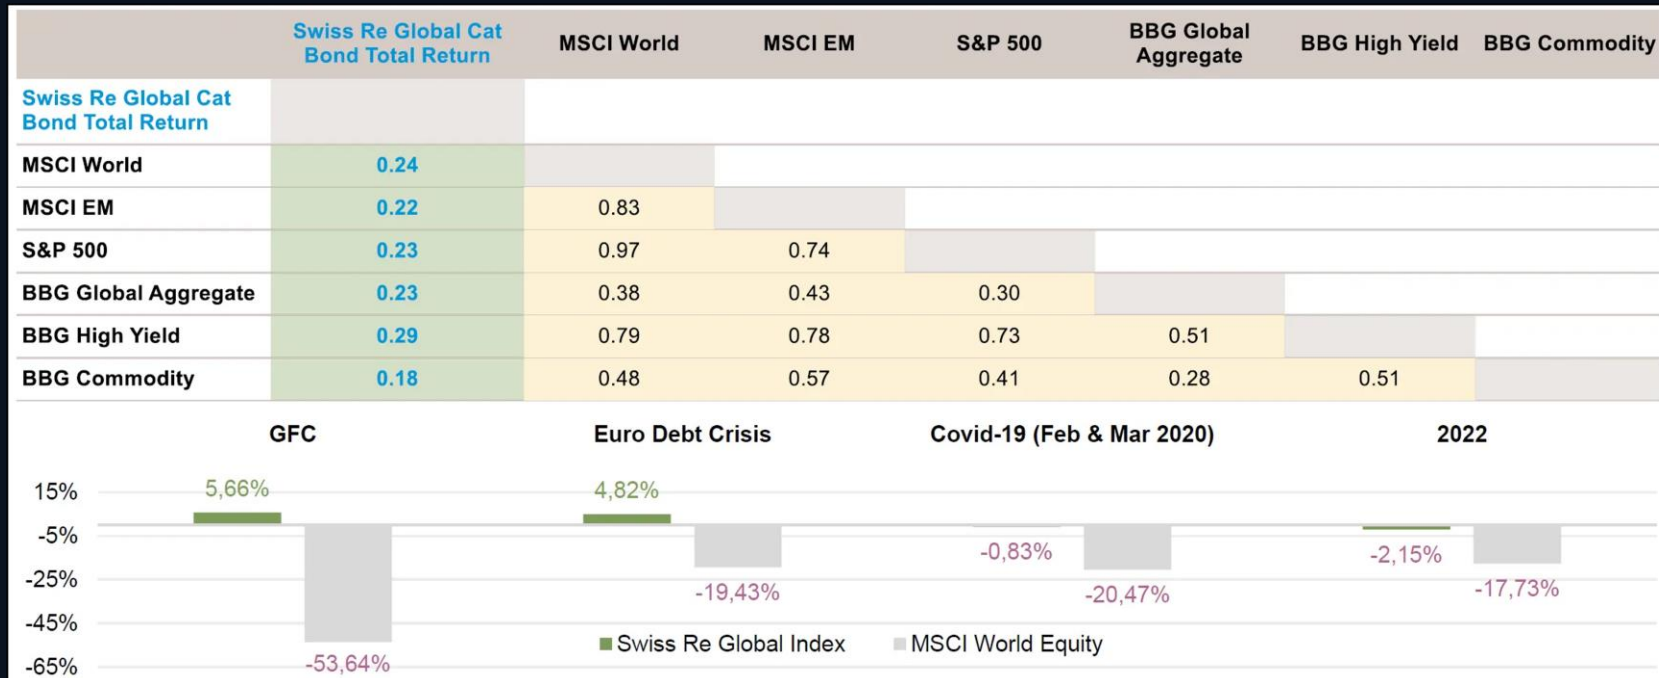 Swiss Re Global Cat
Bond Total Return
MSCI World
MSCI EM
S&P 500
BBG Global
Aggregate
BBG High Yield
BBG Commodity
Swiss Re Global Cat
Bond Total Return
MSCI World 0.24
MSCI EM 0.22 0.83
S&P 500 0.23 0.97 0.74
BBG Global Aggregate 0.23 0.38 0.43 0.30
BBG High Yield 0.29 0.79 0.78 0.73 0.51
BBG Commodity 0.18 0.48 0.57 0.41 0.28 0.51
GFC Euro Debt Crisis Covid-19 (Feb & Mar 2020) 2022
15% 5,66% 4,82%
-5% -0,83% -2,15%
-25% -19,43% -20,47% -17,73%
-45% Swiss Re Global Index MSCI World Equity
-65% -53,64%